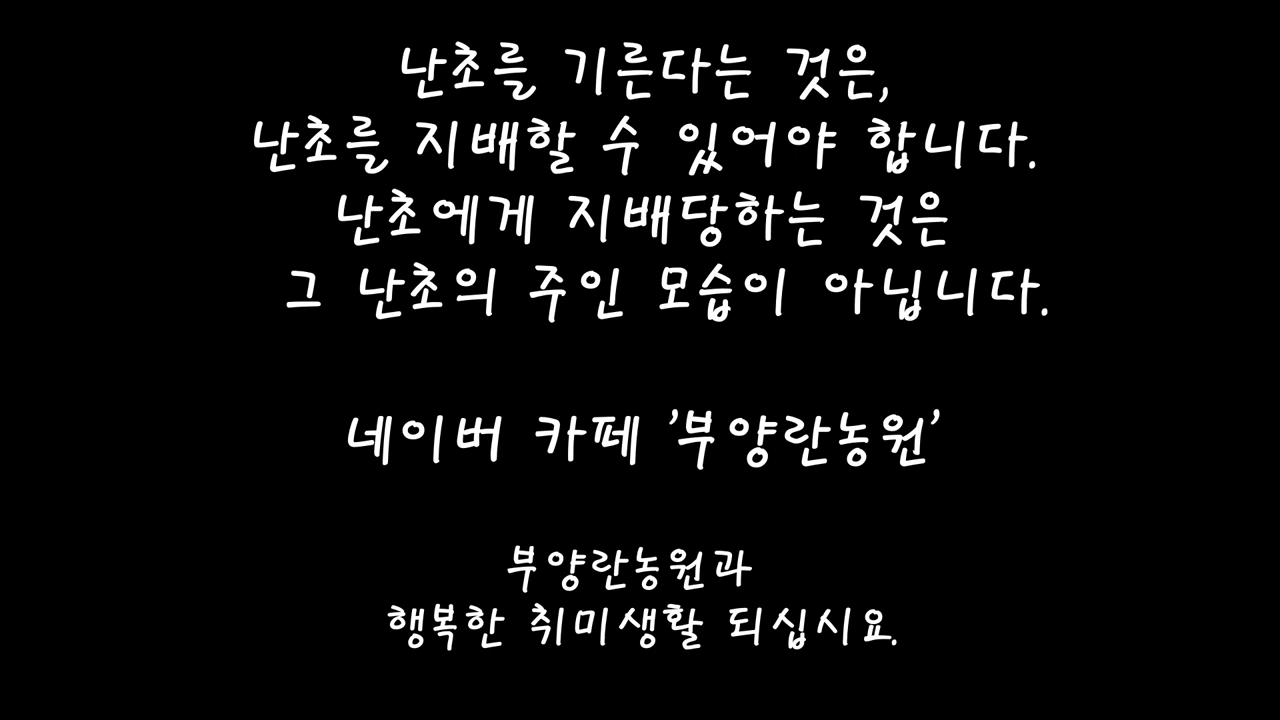 난초를 기른다는 것은,
난초를 지배할 수 있어야 합니다.
난초에게 지배당하는 것은
그 난초의 주인 모습이 아닙니다.
네이버 카페 '부양란농원'
부양란농원과
행복한 취미생활 되십시요.